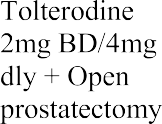 Tolterodine
2mg BD/4mg
dly + Open
prostatectomy